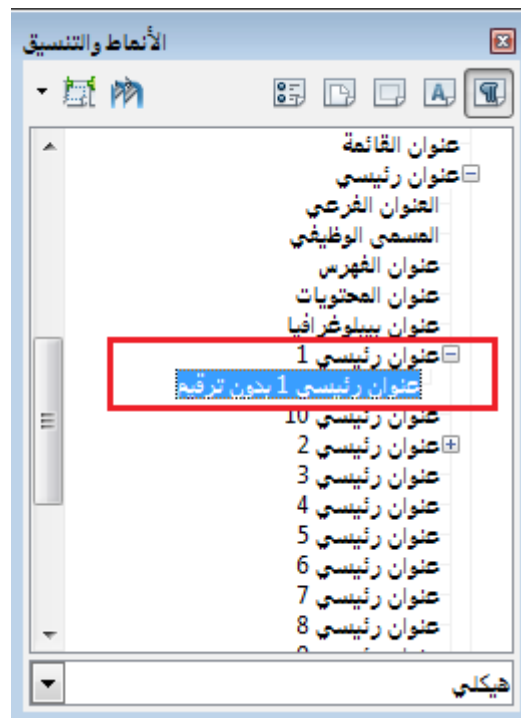 الأنماط والتنسيق
عنوان القائمة
عنوان رئيسي
العنوان الفرعي
المسمى الوظيفي
عنوان الفهرس
عنوان المحتويات
عنوان بيبلوغرافيا
عنوان رئيسي 1
عنوان رئيسي 1 بدون ترقيم
عنوان رئيسي 10
عنوان رئيسي 2
عنوان رئيسي 3
عنوان رئيسي 4
عنوان رئيسي 5
عنوان رئيسي 6
عنوان رئيسي 7
عنوان رئيسي 8
هيكلي